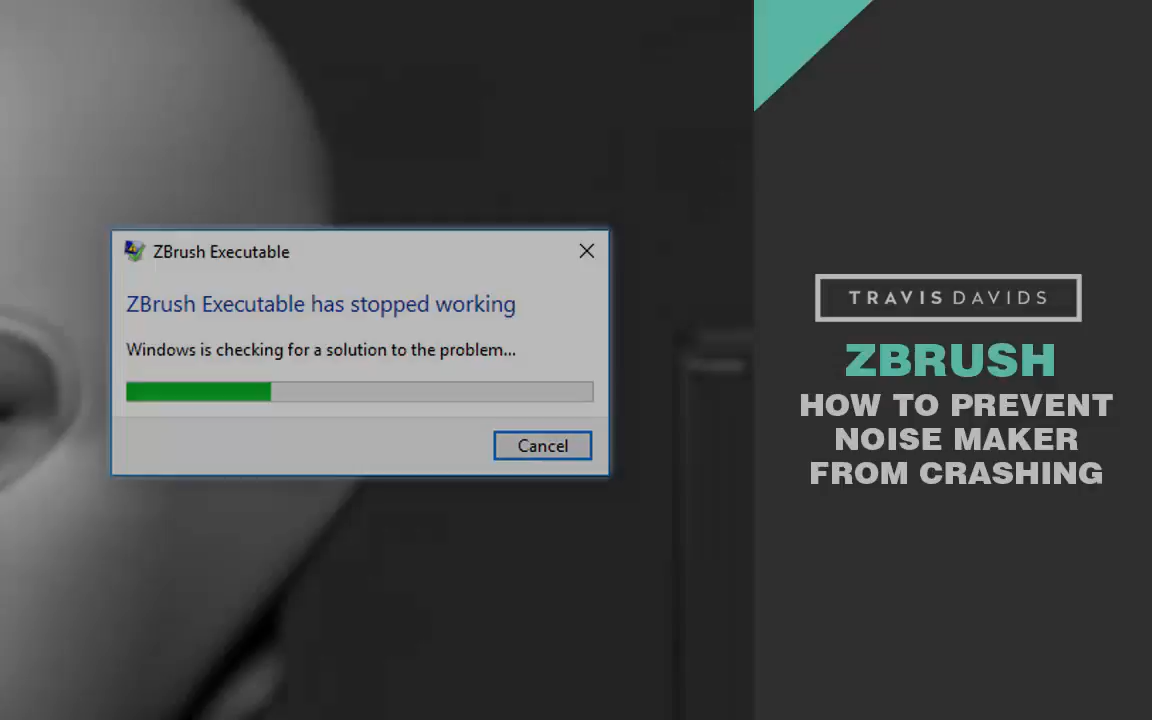 ZBrush Executable
ZBrush Executable has stopped working
Windows is checking for a solution to the problem...
Cancel
TRAVIS DAVIDS
ZBRUSH
HOW TO PREVENT
NOISE MAKER
FROM CRASHING